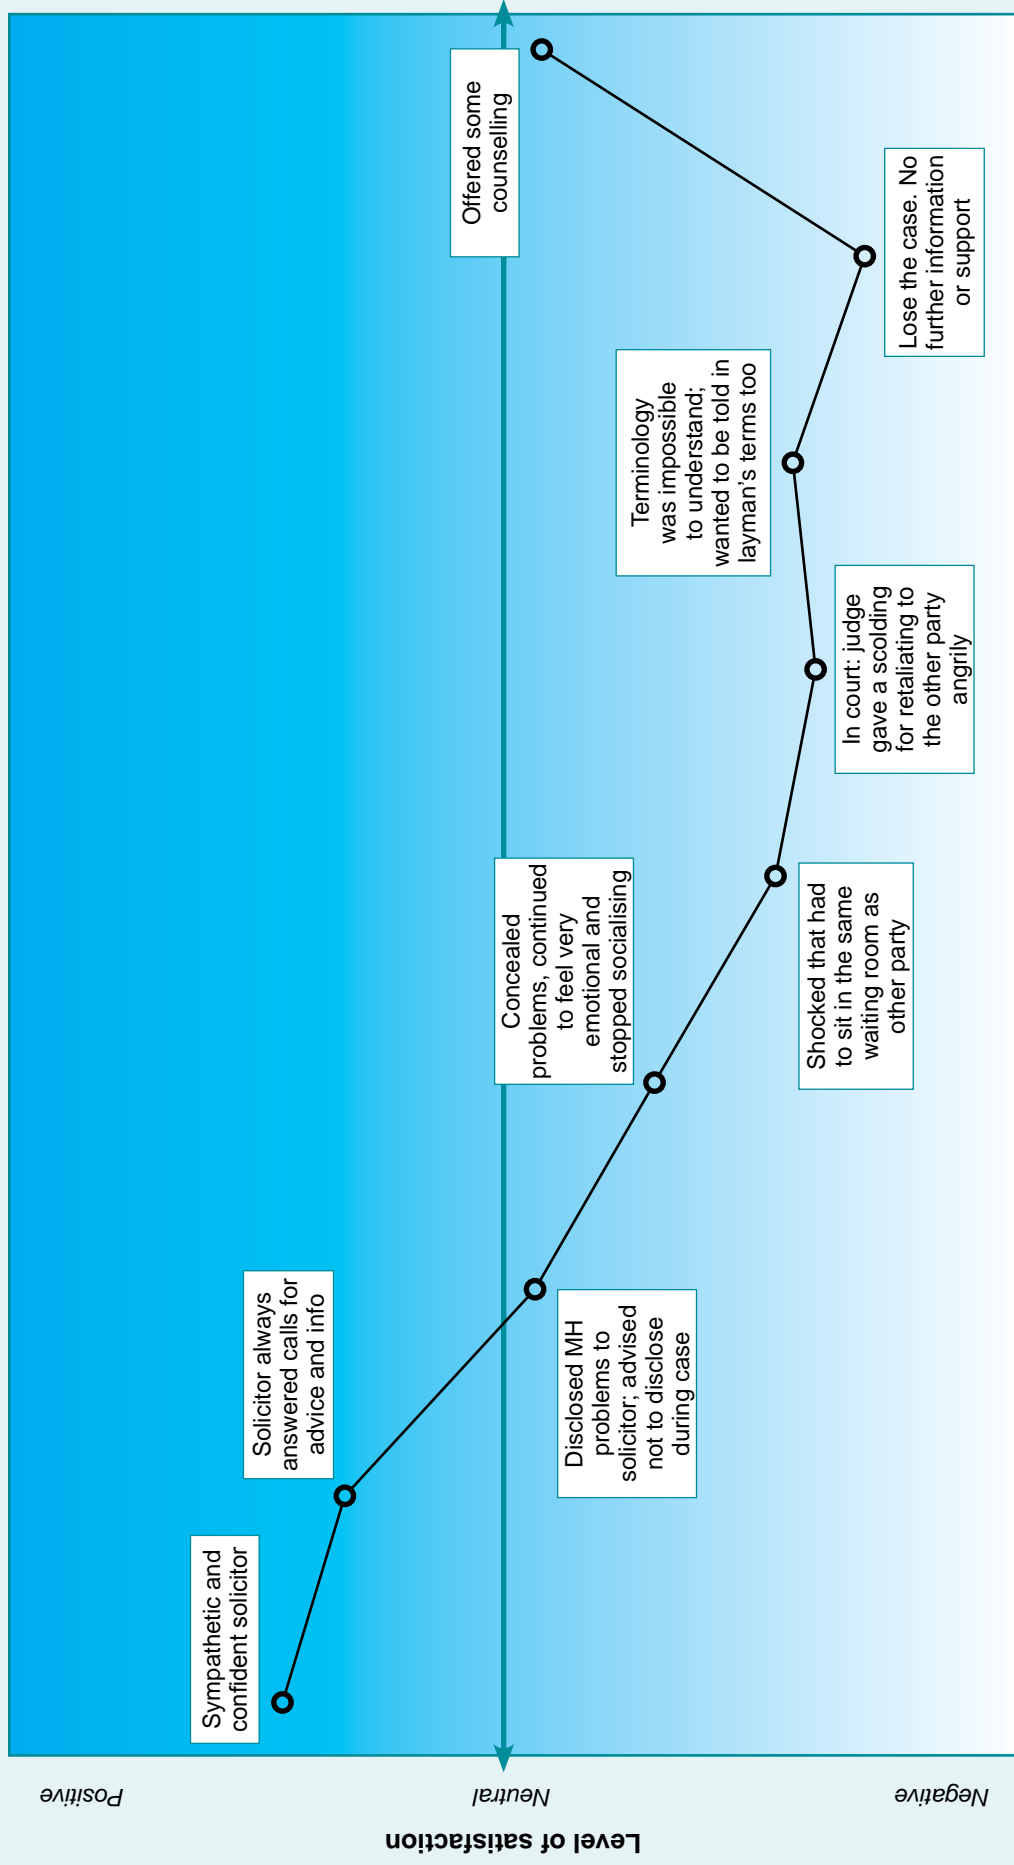 Level of satisfaction
Positive
Neutral
Negative
Sympathetic and
confident solicitor
Solicitor always
answered calls for
advice and info
Disclosed MH
problems to
solicitor; advised
not to disclose
during case
Concealed
problems, continued
to feel very
emotional and
stopped socialising
Shocked that had
to sit in the same
waiting room as
other party
In court: judge
gave a scolding
for retaliating to
the other party
angrily
Terminology
was impossible
to understand;
wanted to be told in
layman's terms too
Lose the case. No
further information
or support
Offered some
counselling